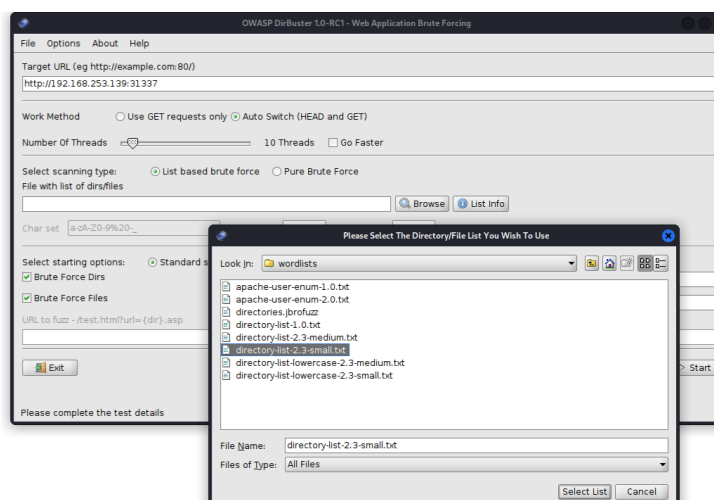 OWASP DirBuster 1.0-RC1 - Web Application Brute Forcing
File Options About Help
Target URL (eg http://example.com:80/)
http://192.168.253.139:31337
Work Method Use GET requests only Auto Switch (HEAD and GET)
Number Of Threads 10 Threads Go Faster
Select scanning type: List based brute force Pure Brute Force
File with list of dirs/files
Browse List Info
Char set a-zA-Z0-9%20-_
Select starting options: Standard s
Brute Force Dirs
Brute Force Files
URL to fuzz - /test.html?url={dir}.asp
Exit
Start
Please complete the test details
Please Select The Directory/File List You Wish To Use
Look In: wordlists
apache-user-enum-1.0.txt
apache-user-enum-2.0.txt
directories.jbrofuzz
directory-list-1.0.txt
directory-list-2.3-medium.txt
directory-list-2.3-small.txt
directory-list-lowercase-2.3-medium.txt
directory-list-lowercase-2.3-small.txt
File Name: directory-list-2.3-small.txt
Files of Type: All Files
Select List Cancel